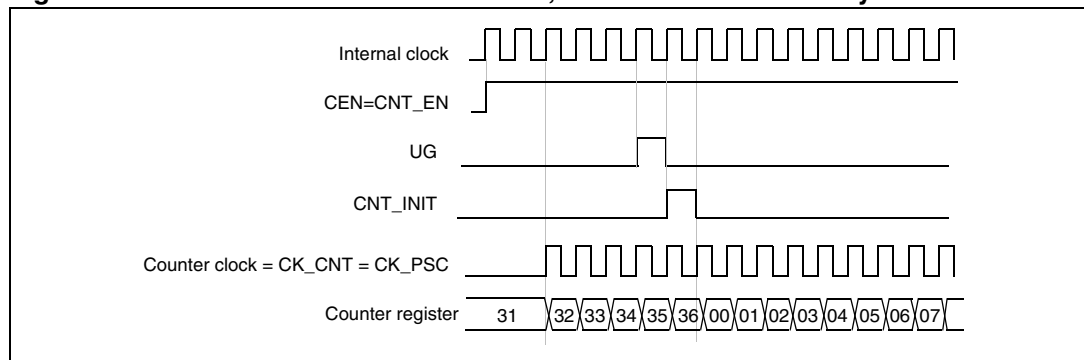 Internal clock
CEN=CNT_EN
UG
CNT_INIT
Counter clock = CK_CNT = CK_PSC
Counter register 31 32 33 34 35 36 00 01 02 03 04 05 06 07